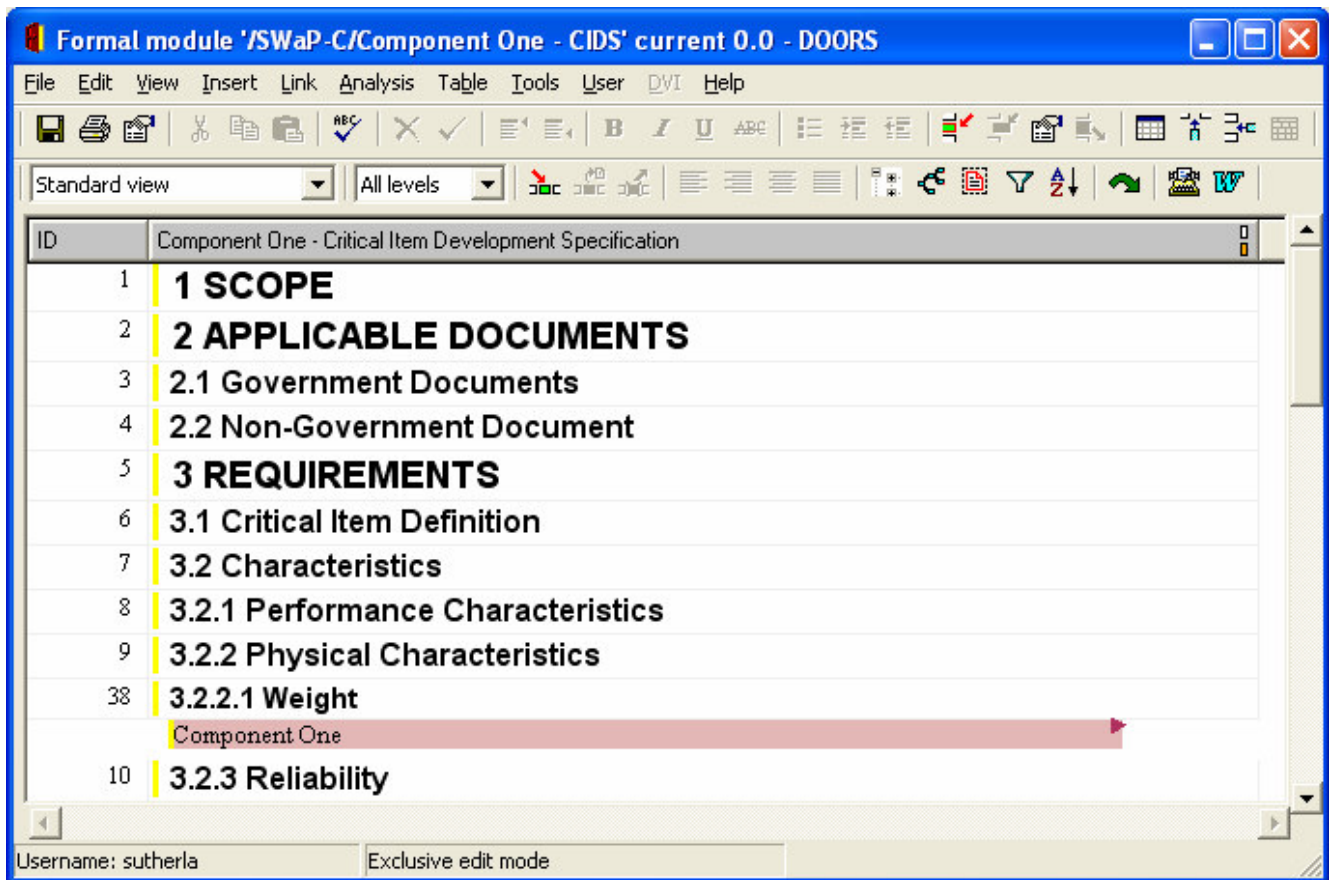 Formal module '/SWaP-C/Component One - CIDS' current 0.0 - DOORS
File Edit View Insert Link Analysis Table Tools User DVI Help
ABC B I U ABC
Standard view All levels A Z W
ID Component One - Critical Item Development Specification
1 1 SCOPE
2 2 APPLICABLE DOCUMENTS
3 2.1 Government Documents
4 2.2 Non-Government Document
5 3 REQUIREMENTS
6 3.1 Critical Item Definition
7 3.2 Characteristics
8 3.2.1 Performance Characteristics
9 3.2.2 Physical Characteristics
38 3.2.2.1 Weight
Component One
10 3.2.3 Reliability
Username: sutherla Exclusive edit mode